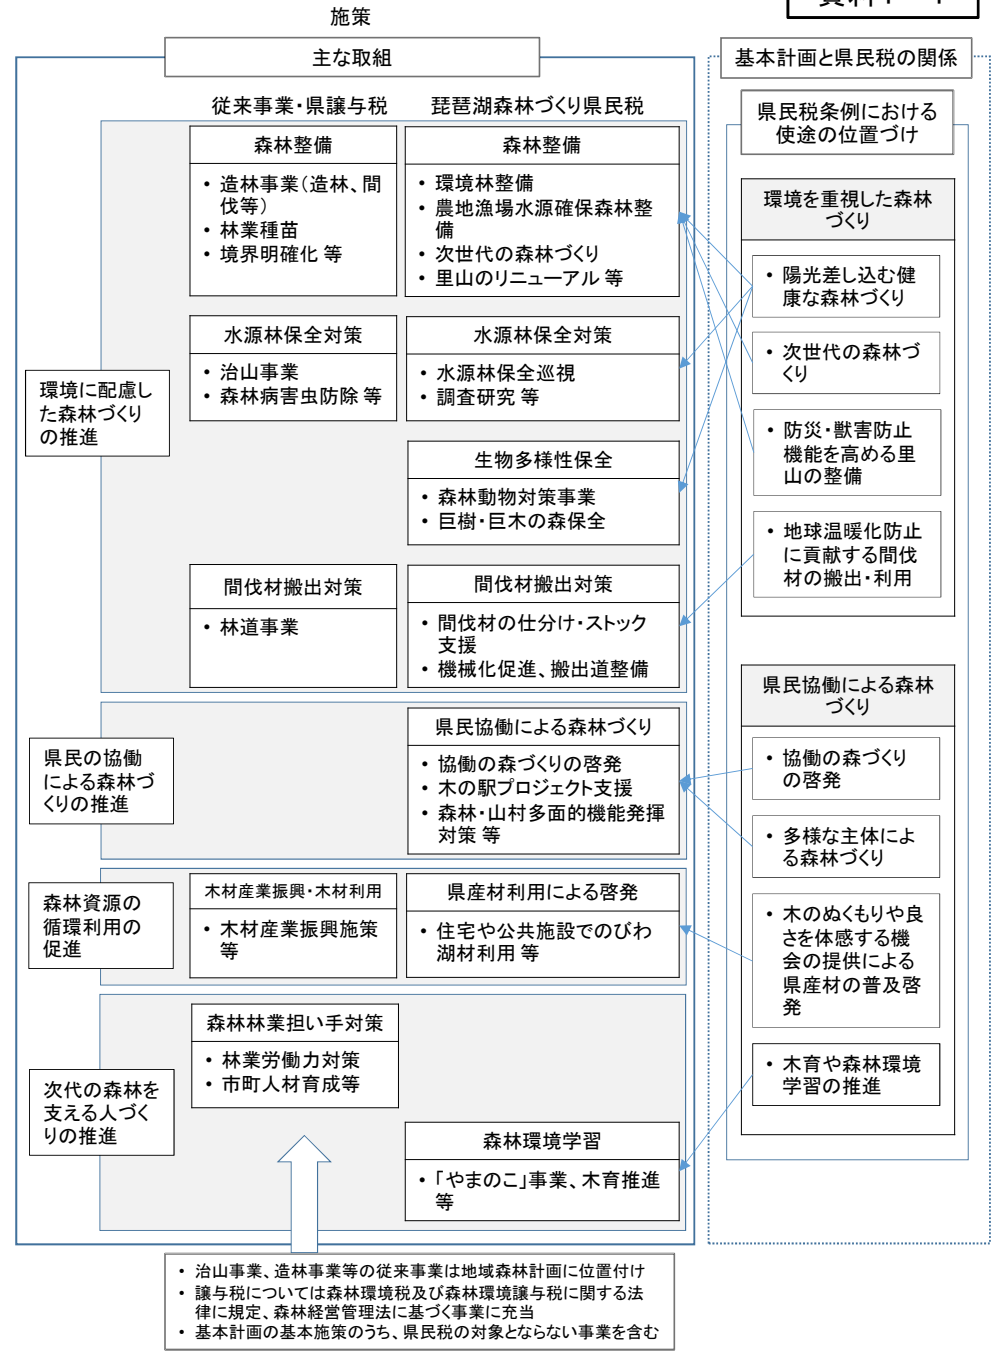 施策
主な取組
従来事業・県譲与税
琵琶湖森林づくり県民税
環境に配慮し
た森林づくり
の推進
森林整備
• 造林事業(造林、間
伐等)
• 林業種苗
• 境界明確化 等
森林整備
• 環境林整備
• 農地漁場水源確保森林整
備
• 次世代の森林づくり
• 里山のリニューアル 等
水源林保全対策
• 治山事業
• 森林病害虫防除 等
水源林保全対策
• 水源林保全巡視
• 調査研究 等
生物多様性保全
• 森林動物対策事業
• 巨樹・巨木の森保全
間伐材搬出対策
• 林道事業
間伐材搬出対策
• 間伐材の仕分け・ストック
支援
• 機械化促進、搬出道整備
県民の協働
による森林づ
くりの推進
県民協働による森林づくり
• 協働の森づくりの啓発
• 木の駅プロジェクト支援
• 森林・山村多面的機能発揮
対策 等
森林資源の
循環利用の
促進
木材産業振興・木材利用
• 木材産業振興施策
等
県産材利用による啓発
• 住宅や公共施設でのびわ
湖材利用 等
次代の森林を
支える人づく
りの推進
森林林業担い手対策
• 林業労働力対策
• 市町人材育成等
森林環境学習
• 「やまのこ」事業、木育推進
等
• 治山事業、造林事業等の従来事業は地域森林計画に位置付け
• 譲与税については森林環境税及び森林環境譲与税に関する法
律に規定、森林経営管理法に基づく事業に充当
• 基本計画の基本施策のうち、県民税の対象とならない事業を含む
基本計画と県民税の関係
県民税条例における
使途の位置づけ
環境を重視した森林
づくり
• 陽光差し込む健
康な森林づくり
• 次世代の森林づ
くり
• 防災・獣害防止
機能を高める里
山の整備
• 地球温暖化防止
に貢献する間伐
材の搬出・利用
県民協働による森林
づくり
• 協働の森づくり
の啓発
• 多様な主体によ
る森林づくり
• 木のぬくもりや良
さを体感する機
会の提供による
県産材の普及啓
発
• 木育や森林環境
学習の推進